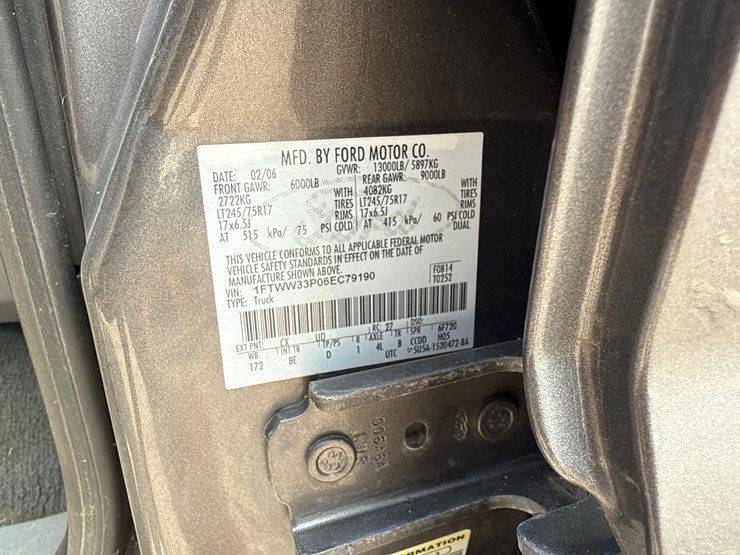 MFD. BY FORD MOTOR CO.
DATE: 02/06 GVWR: 13000LB/ 5897KG
FRONT GAWR: 6000LB REAR GAWR: 9000LB
2722KG WITH 4082KG WITH
LT245/75R17 TIRES LT245/75R17 TIRES
17x6.5J RIMS 17x6.5J RIMS
AT 515 kPa/ 75 PSI COLD AT 415 kPa/ 60 PSI COLD
DUAL
THIS VEHICLE CONFORMS TO ALL APPLICABLE FEDERAL MOTOR
VEHICLE SAFETY STANDARDS IN EFFECT ON THE DATE OF
MANUFACTURE SHOWN ABOVE.
VIN: 1FTWW33P06EC79190 F0814
TYPE: Truck T0252
EXT PNT: CX UD RC: 27 DSO: 6F720
WB INT TR TP/PS R AXLE TR SPR H05
172 BE D 1 4L B CCDD
UTC ▽5U5A-1520472-BA